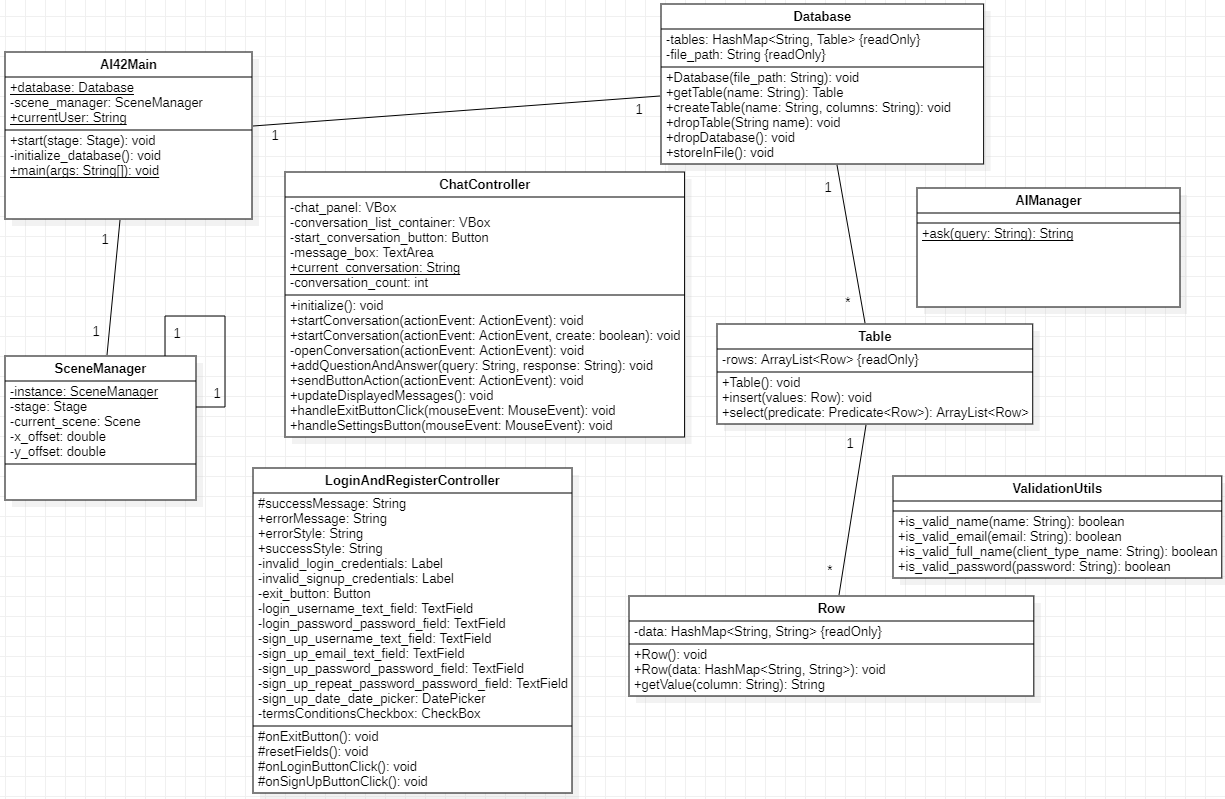 Database
-tables: HashMap<String, Table> {readOnly}
-file_path: String {readOnly}
+Database(file_path: String): void
+getTable(name: String): Table
+createTable(name: String, columns: String): void
+dropTable(String name): void
+dropDatabase(): void
+storeInFile(): void
AI42Main
+database: Database
-scene_manager: SceneManager
+currentUser: String
+start(stage: Stage): void
-initialize_database(): void
+main(args: String[]): void
1
1
ChatController
-chat_panel: VBox
-conversation_list_container: VBox
-start_conversation_button: Button
-message_box: TextArea
+current_conversation: String
-conversation_count: int
+initialize(): void
+startConversation(actionEvent: ActionEvent): void
+startConversation(actionEvent: ActionEvent, create: boolean): void
-openConversation(actionEvent: ActionEvent): void
+addQuestionAndAnswer(query: String, response: String): void
+sendButtonAction(actionEvent: ActionEvent): void
+updateDisplayedMessages(): void
+handleExitButtonClick(mouseEvent: MouseEvent): void
+handleSettingsButton(mouseEvent: MouseEvent): void
1
*
AIManager
+ask(query: String): String
1
1
1
1
SceneManager
-instance: SceneManager
-stage: Stage
-current_scene: Scene
-x_offset: double
-y_offset: double
Table
-rows: ArrayList<Row> {readOnly}
+Table(): void
+insert(values: Row): void
+select(predicate: Predicate<Row>): ArrayList<Row>
1
*
LoginAndRegisterController
#successMessage: String
+errorMessage: String
+errorStyle: String
+successStyle: String
-invalid_login_credentials: Label
-invalid_signup_credentials: Label
-exit_button: Button
-login_username_text_field: TextField
-login_password_password_field: TextField
-sign_up_username_text_field: TextField
-sign_up_email_text_field: TextField
-sign_up_password_password_field: TextField
-sign_up_repeat_password_password_field: TextField
-sign_up_date_date_picker: DatePicker
-termsConditionsCheckbox: CheckBox
#onExitButton(): void
#resetFields(): void
#onLoginButtonClick(): void
#onSignUpButtonClick(): void
ValidationUtils
+is_valid_name(name: String): boolean
+is_valid_email(email: String): boolean
+is_valid_full_name(client_type_name: String): boolean
+is_valid_password(password: String): boolean
Row
-data: HashMap<String, String> {readOnly}
+Row(): void
+Row(data: HashMap<String, String>): void
+getValue(column: String): String